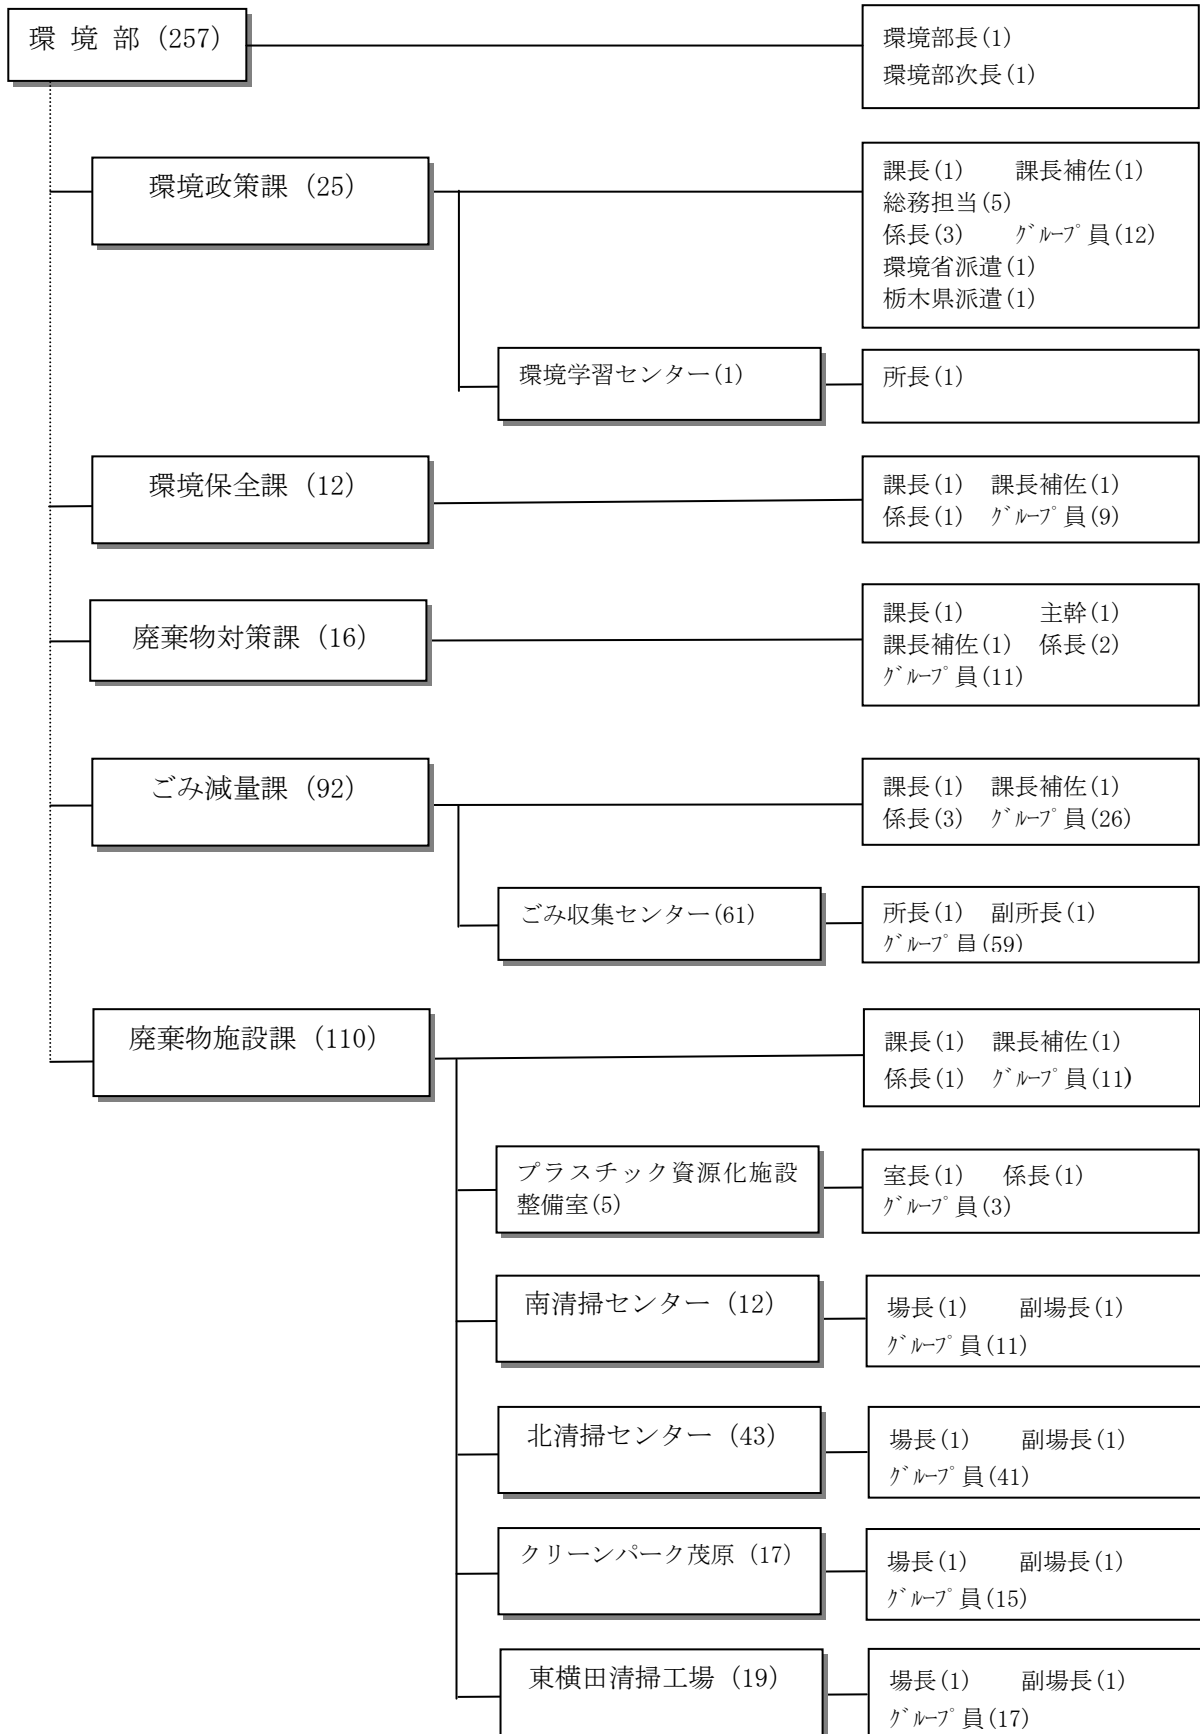 環 境 部 (257)
環境部長(1)
環境部次長(1)
環境政策課 (25)
課長(1) 課長補佐(1)
総務担当(5)
係長(3) グループ員(12)
環境省派遣(1)
栃木県派遣(1)
環境学習センター(1)
所長(1)
環境保全課 (12)
課長(1) 課長補佐(1)
係長(1) グループ員(9)
廃棄物対策課 (16)
課長(1) 主幹(1)
課長補佐(1) 係長(2)
グループ員(11)
ごみ減量課 (92)
課長(1) 課長補佐(1)
係長(3) グループ員(26)
ごみ収集センター(61)
所長(1) 副所長(1)
グループ員(59)
廃棄物施設課 (110)
課長(1) 課長補佐(1)
係長(1) グループ員(11)
プラスチック資源化施設
整備室(5)
室長(1) 係長(1)
グループ員(3)
南清掃センター (12)
場長(1) 副場長(1)
グループ員(11)
北清掃センター (43)
場長(1) 副場長(1)
グループ員(41)
クリーンパーク茂原 (17)
場長(1) 副場長(1)
グループ員(15)
東横田清掃工場 (19)
場長(1) 副場長(1)
グループ員(17)